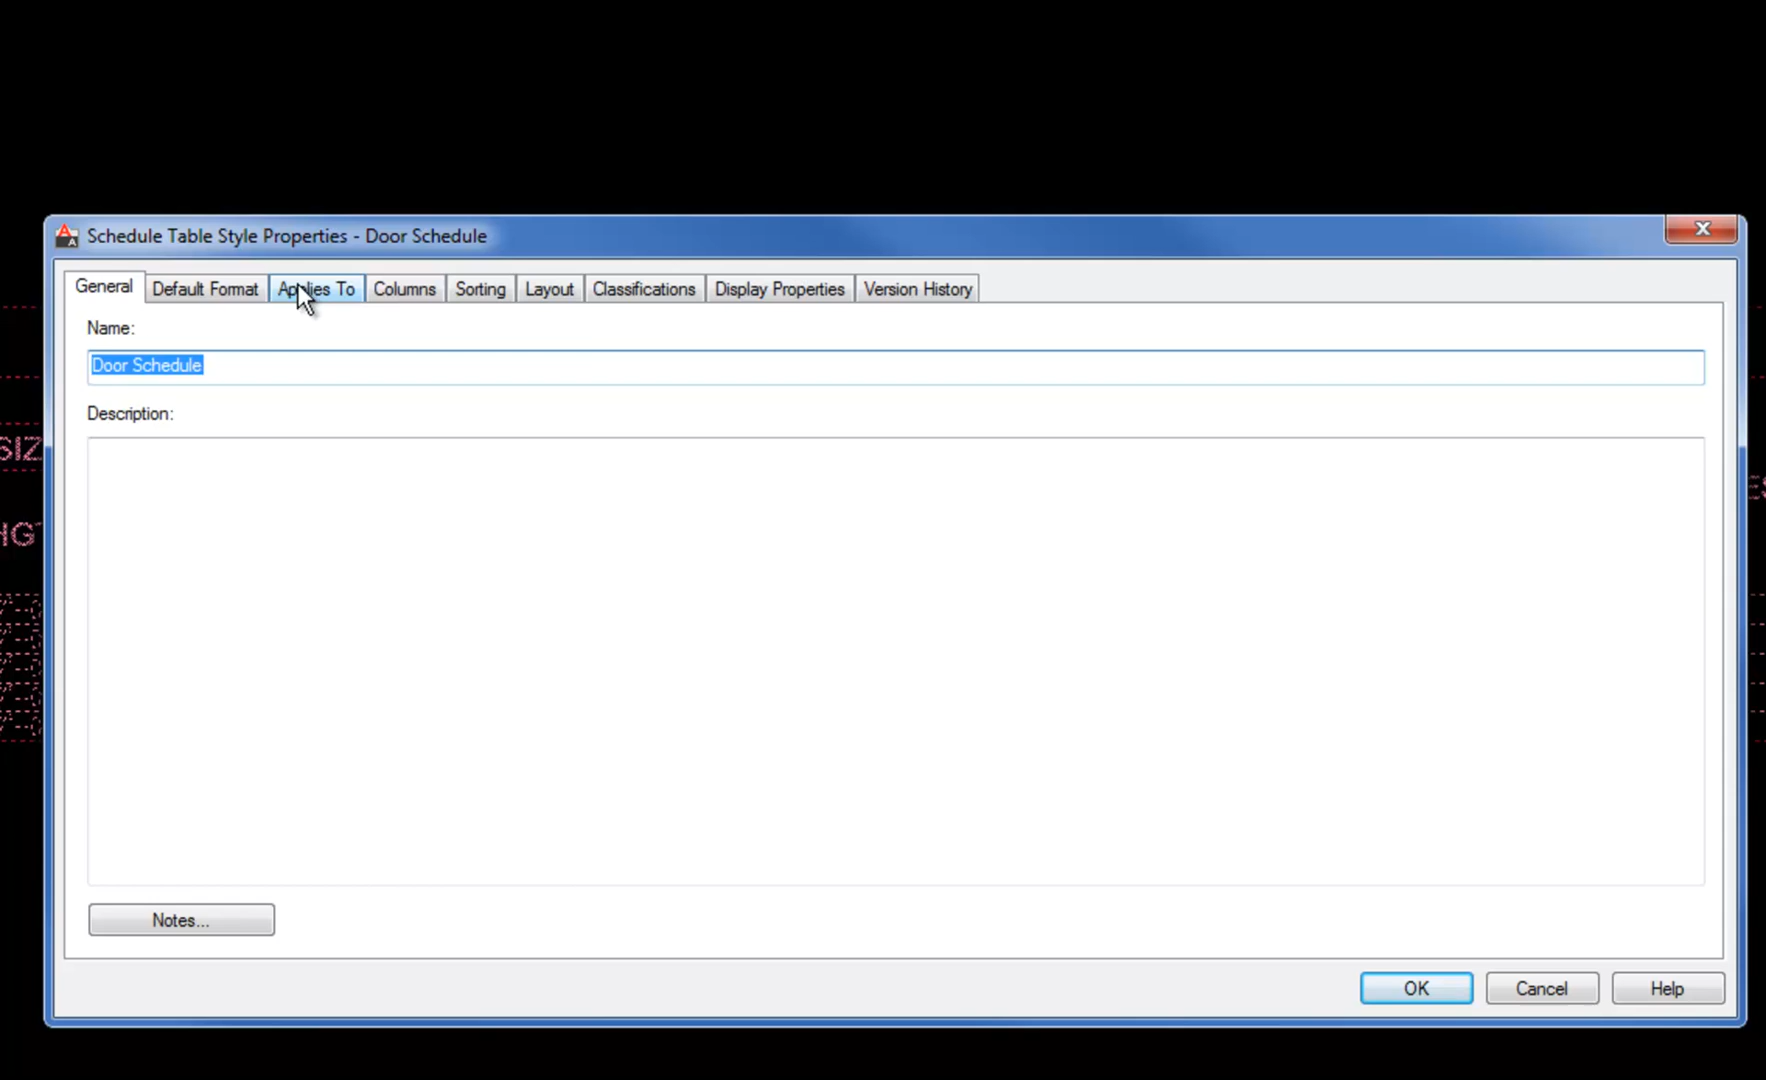 Schedule Table Style Properties - Door Schedule
General Default Format Applies To Columns Sorting Layout Classifications Display Properties Version History
Name:
Door Schedule
Description:
SIZ
Notes...
OK Cancel Help